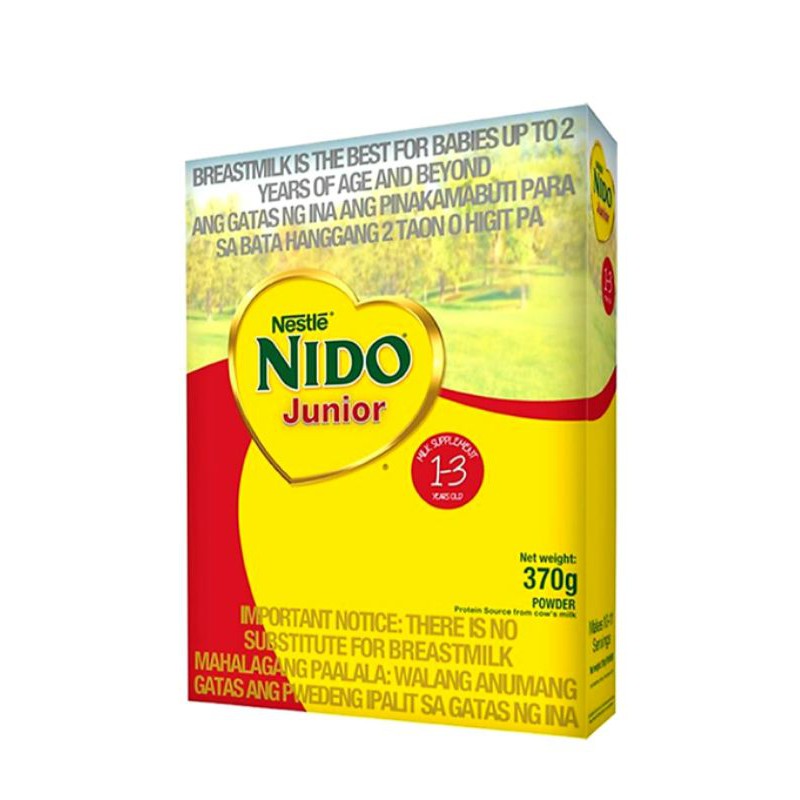 BREASTMILK IS THE BEST FOR BABIES UP TO 2
YEARS OF AGE AND BEYOND
ANG GATAS NG INA ANG PINAKAMABUTI PARA
SA BATA HANGGANG 2 TAON O HIGIT PA
Nestlé®
NIDO®
Junior
®
MILK SUPPLEMENT
1-3
YEARS OLD
Net weight:
370g
POWDER
Protein Source from cow's milk
IMPORTANT NOTICE: THERE IS NO
SUBSTITUTE FOR BREASTMILK
MAHALAGANG PAALALA: WALANG ANUMANG
GATAS ANG PWEDENG IPALIT SA GATAS NG INA
Nestlé
NIDO
Junior
1-3